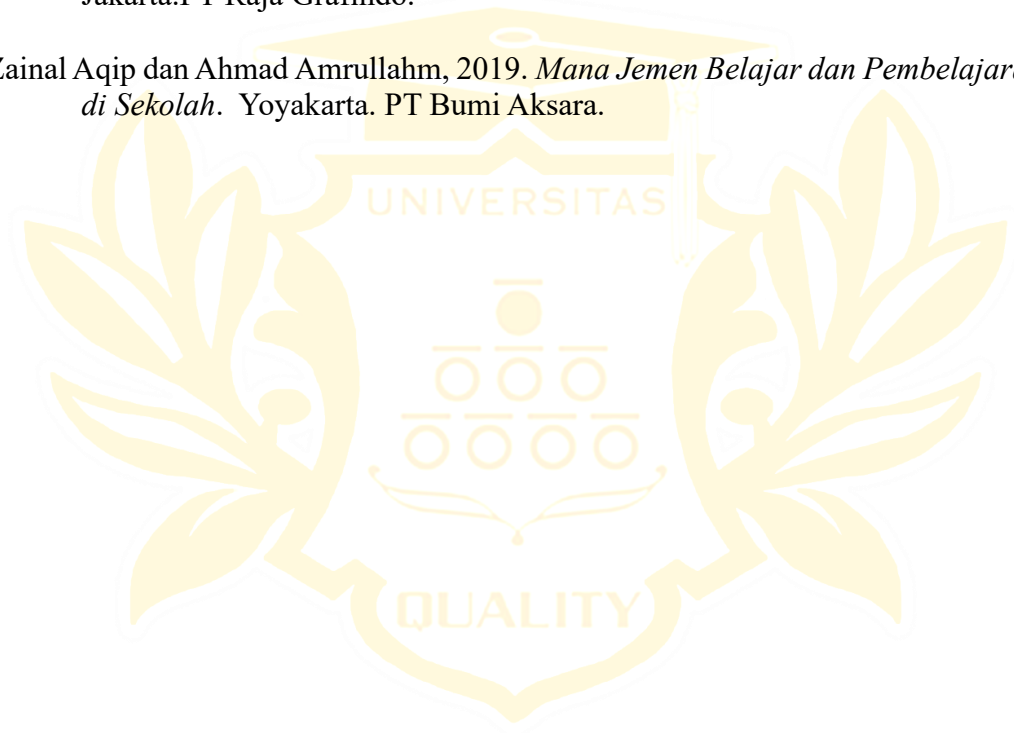 Jakarta.PT Raja Grafindo.
Zainal Aqip dan Ahmad Amrullahm, 2019. Mana Jemen Belajar dan Pembelajar
di Sekolah.  Yoyakarta. PT Bumi Aksara.
UNIVERSITAS
QUALITY